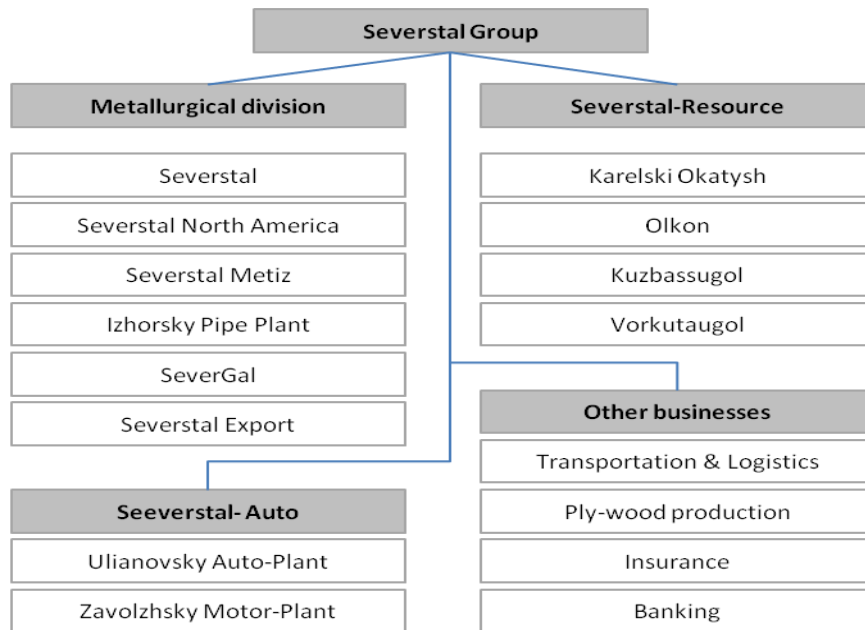 Severstal Group
Metallurgical division
Severstal
Severstal North America
Severstal Metiz
Izhorsky Pipe Plant
SeverGal
Severstal Export
Severstal-Resource
Karelski Okatysh
Olkon
Kuzbassugol
Vorkutaugol
Seeverstal- Auto
Ulianovsky Auto-Plant
Zavolzhsky Motor-Plant
Other businesses
Transportation & Logistics
Ply-wood production
Insurance
Banking